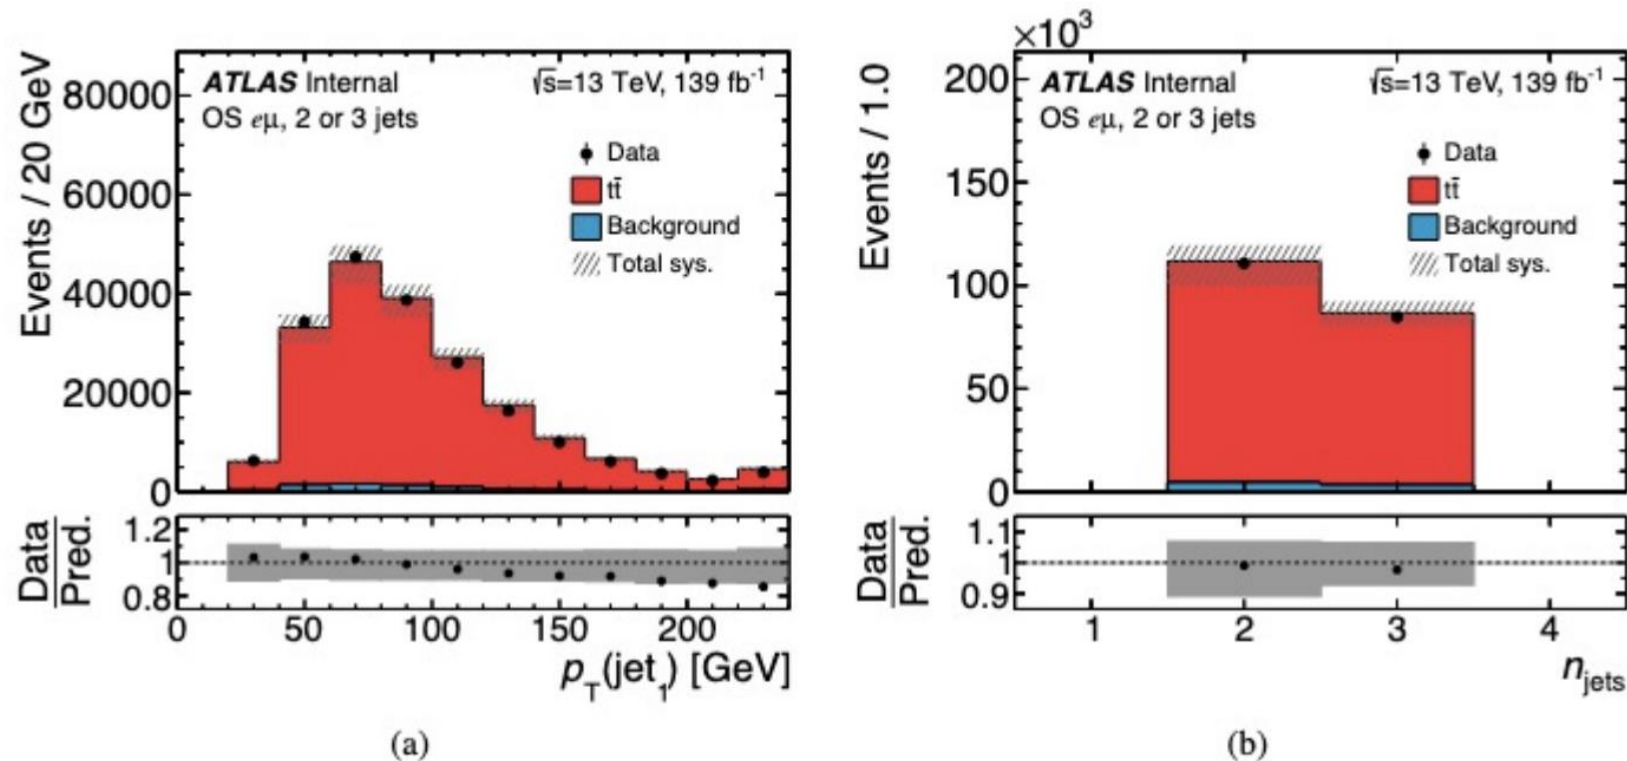 Events / 20 GeV
80000
60000
40000
20000
0
ATLAS Internal
√s=13 TeV, 139 fb⁻¹
OS eμ, 2 or 3 jets
Data
tt̄
Background
Total sys.
Data
Pred.
1.2
1
0.8
0 50 100 150 200
p_T(jet_1) [GeV]
(a)
×10³
Events / 1.0
200
150
100
50
0
ATLAS Internal
√s=13 TeV, 139 fb⁻¹
OS eμ, 2 or 3 jets
Data
tt̄
Background
Total sys.
Data
Pred.
1.1
1
0.9
1 2 3 4
n_jets
(b)